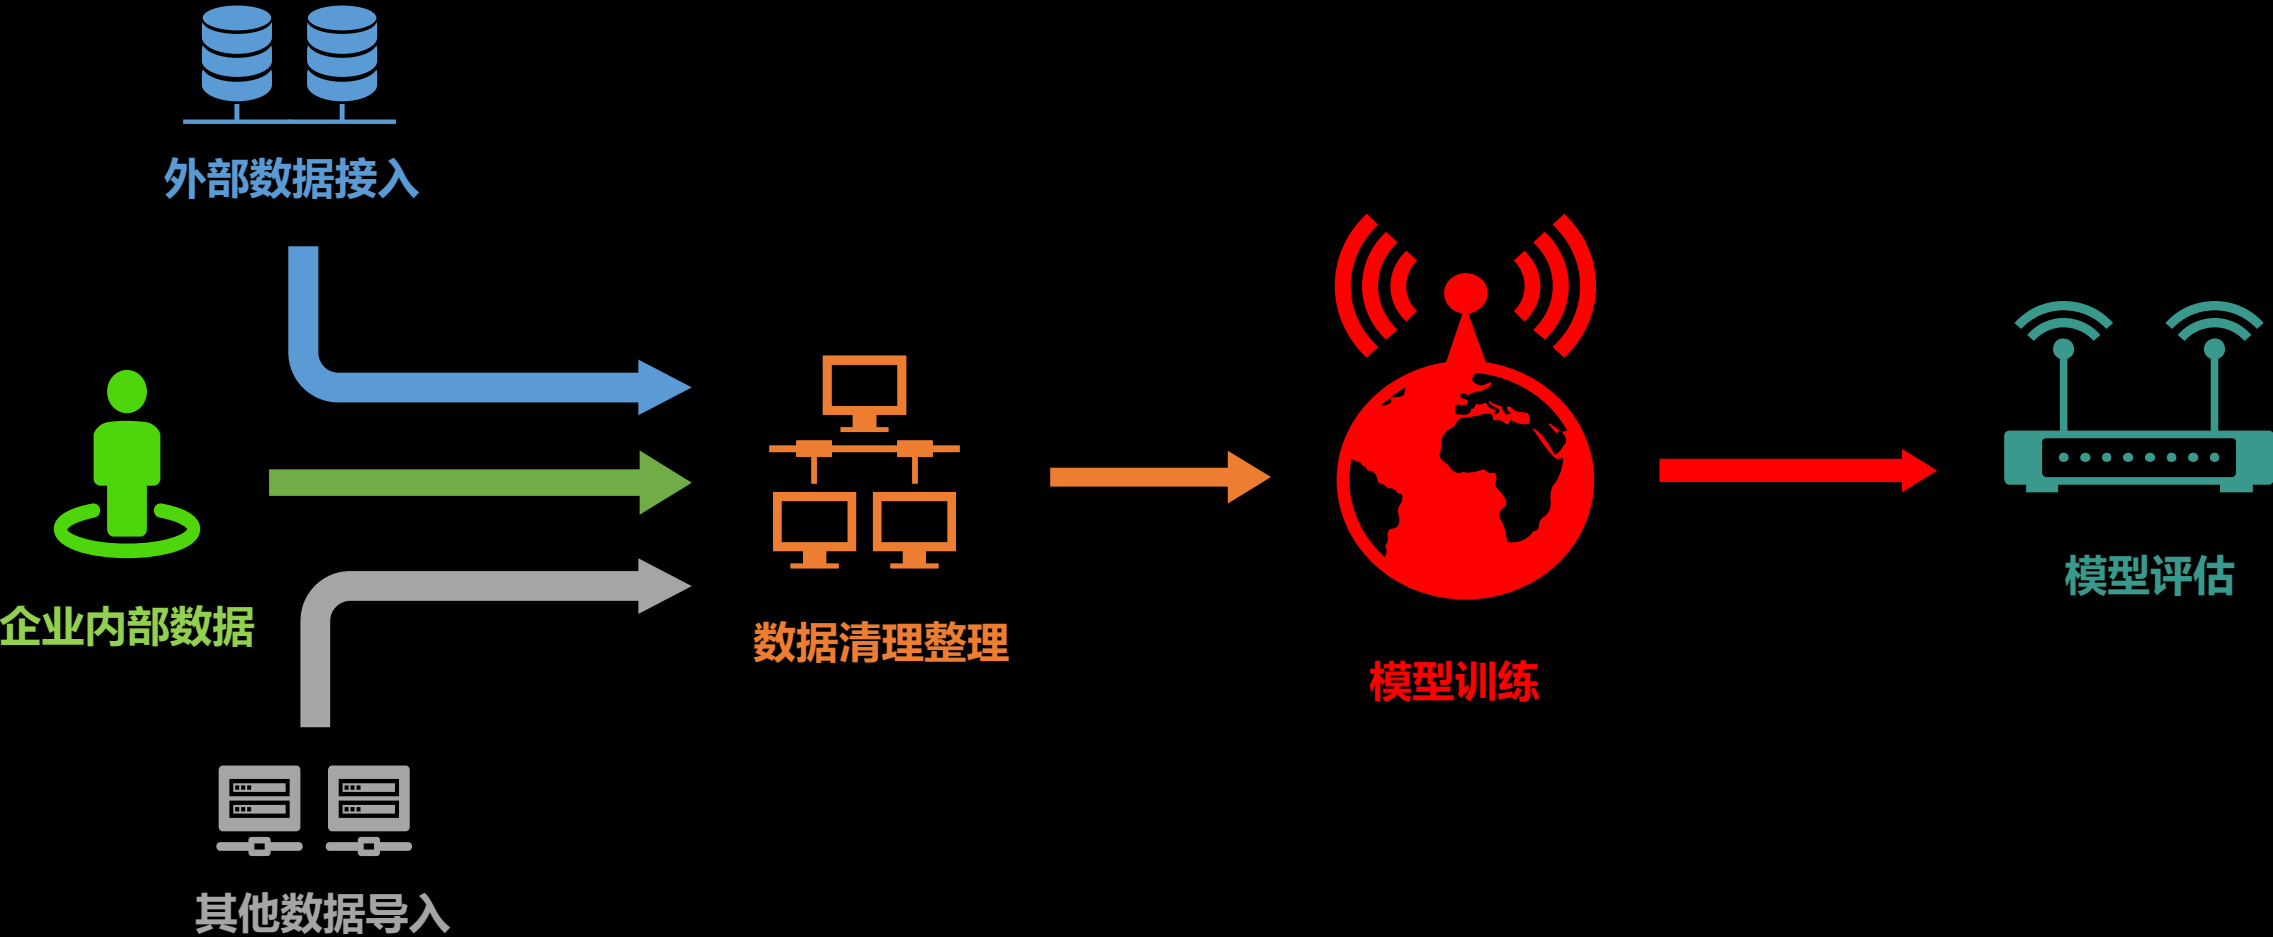 外部数据接入
企业内部数据
数据清理整理
模型训练
模型评估
其他数据导入